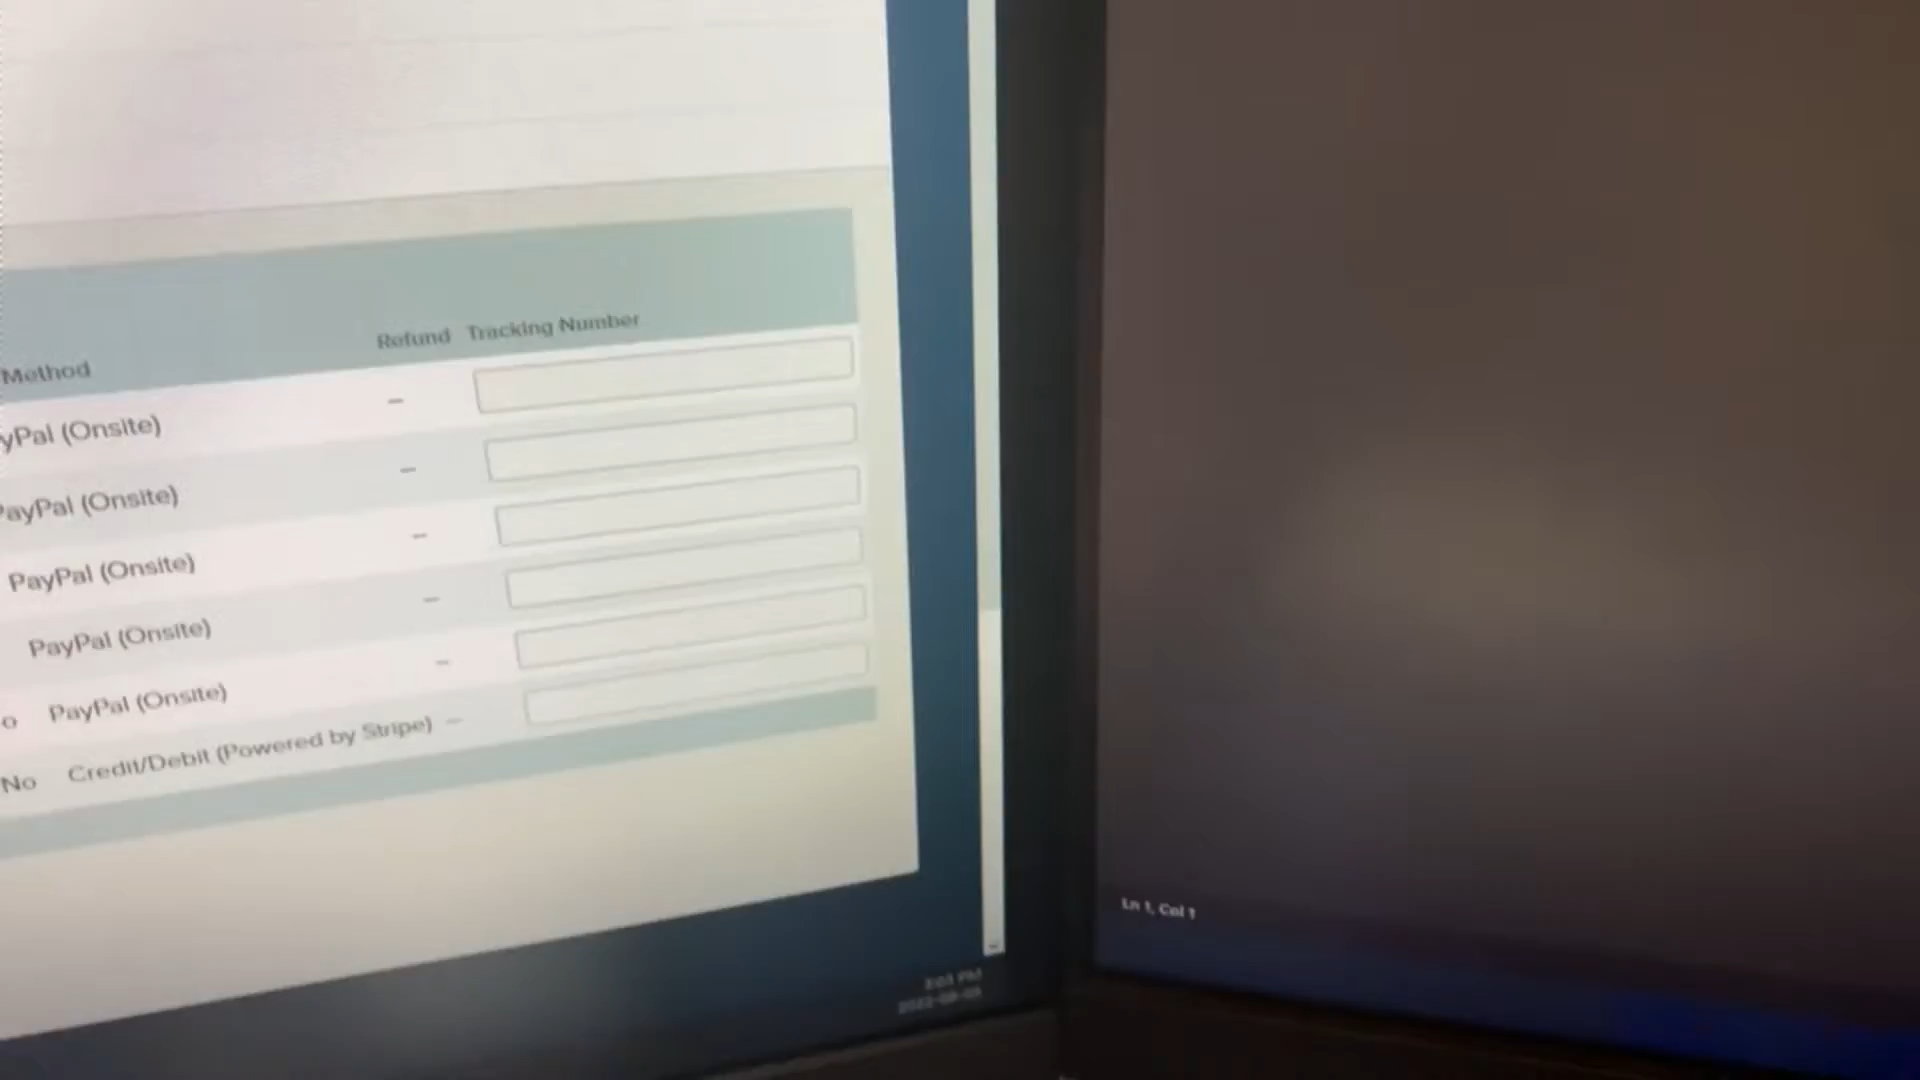 Method Refund Tracking Number
yPal (Onsite) –
PayPal (Onsite) –
PayPal (Onsite) –
PayPal (Onsite) –
o PayPal (Onsite) –
No Credit/Debit (Powered by Stripe) –
Ln 1, Col 1